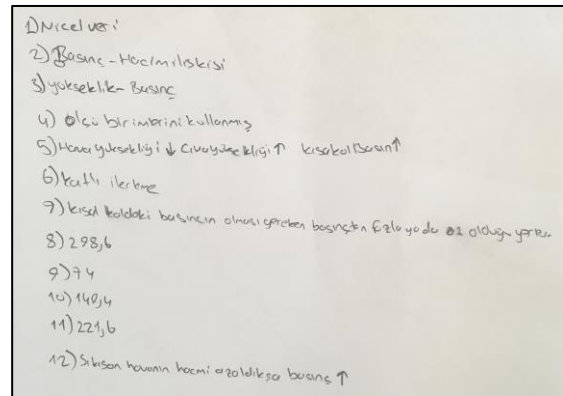 1) Nicel veri
2) Basınç - Hacim ilişkisi
3) yükseklik - Basınç
4) Ölçü birimlerini kullanmış
5) Hava yüksekliği ↓ Civa yüksekliği ↑ kısa kol Basın ↑
6) Katlı ilerleme
7) kısa koldaki basıncın olması gereken basınçtan fazla ya da az olduğu yerler
8) 298,6
9) 74
10) 149,4
11) 221,6
12) Sıkışan havanın hacmi azaldıkça basınç ↑